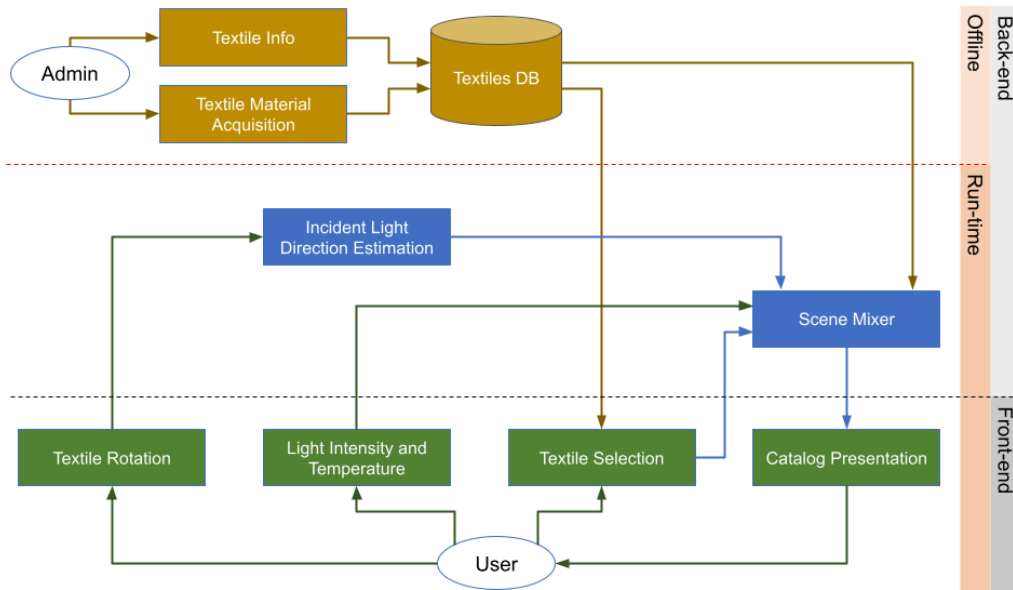 Textile Info
Admin
Textiles DB
Textile Material
Acquisition
Offline
Back-end
Run-time
Incident Light
Direction Estimation
Scene Mixer
Textile Rotation
Light Intensity and
Temperature
Textile Selection
Catalog Presentation
Front-end
User